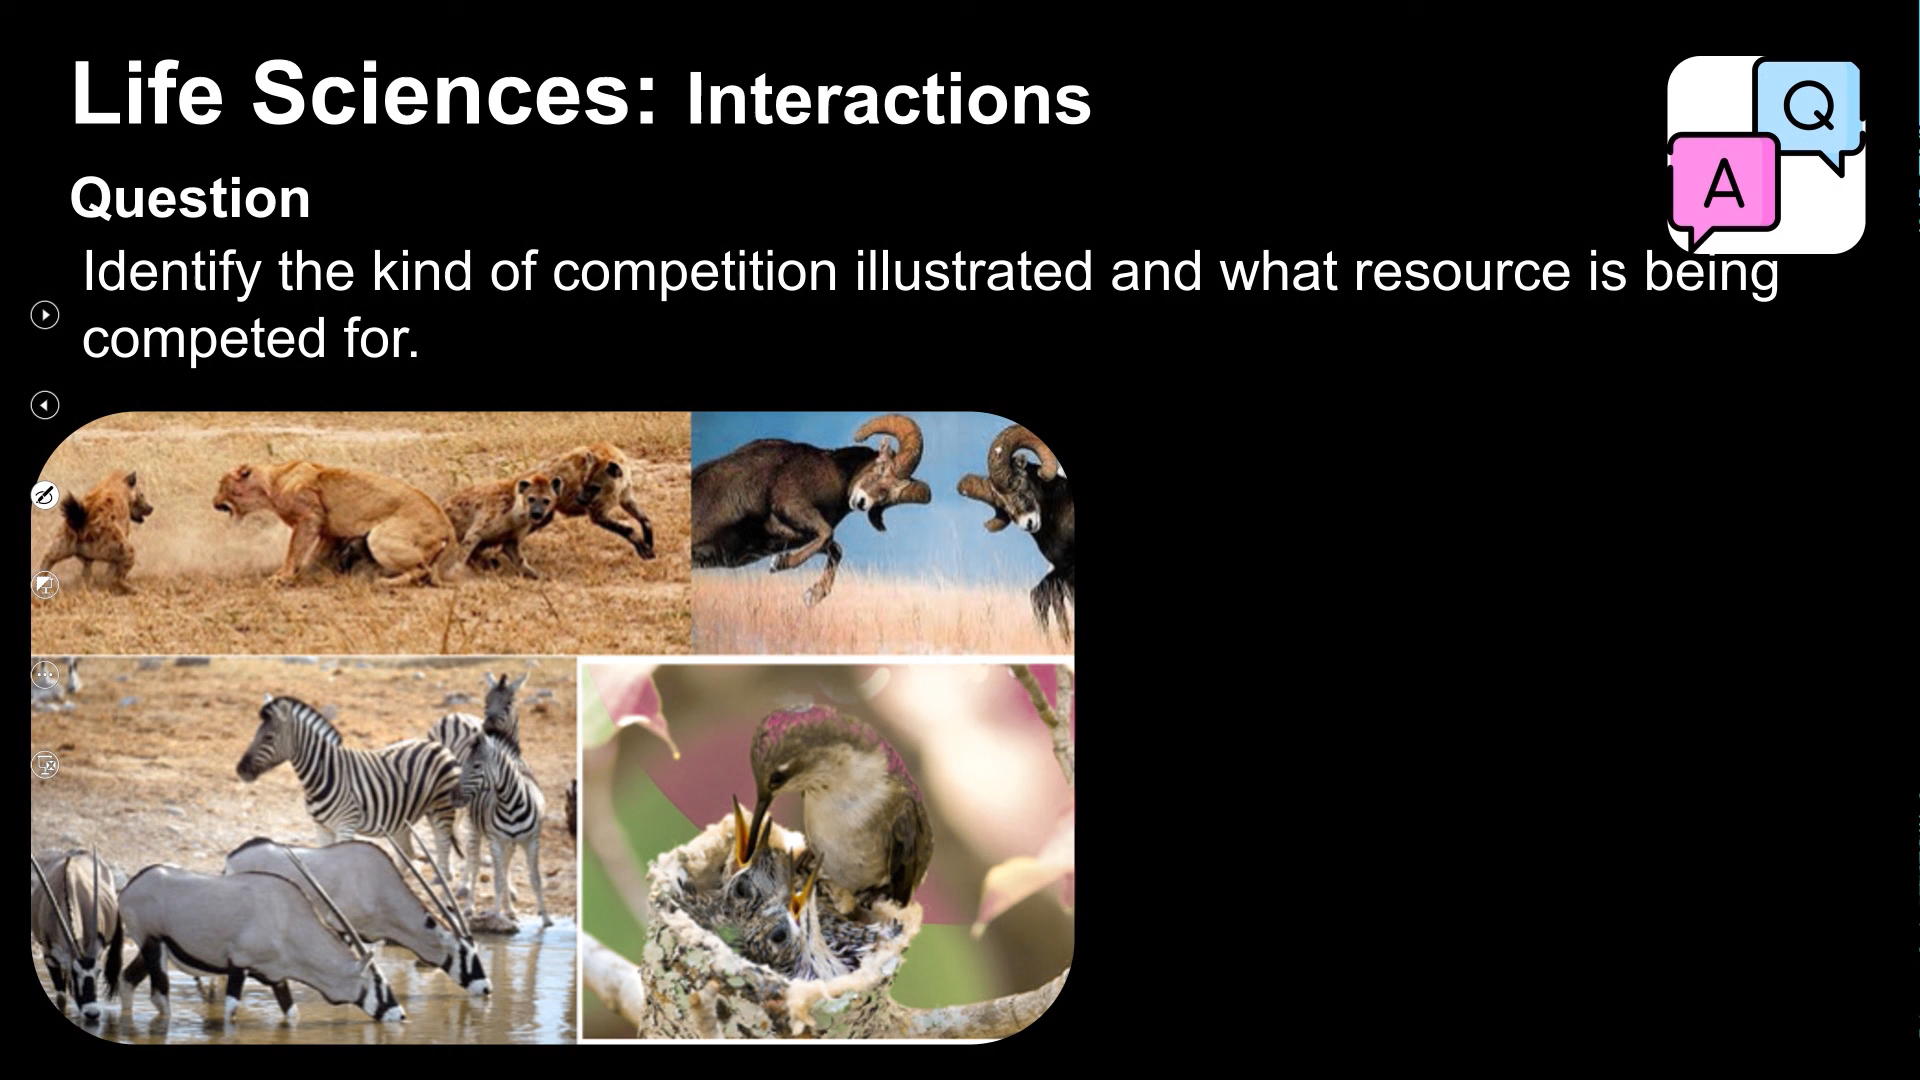 Life Sciences: Interactions
Q
A
Question
Identify the kind of competition illustrated and what resource is being
competed for.